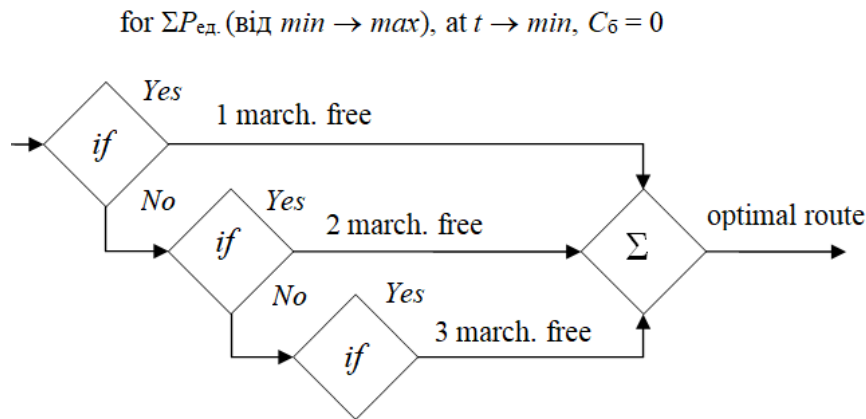 for ΣPед. (від min → max), at t → min, Cб = 0
Yes
1 march. free
if
No
Yes
2 march. free
optimal route
if
Σ
No
Yes
3 march. free
if